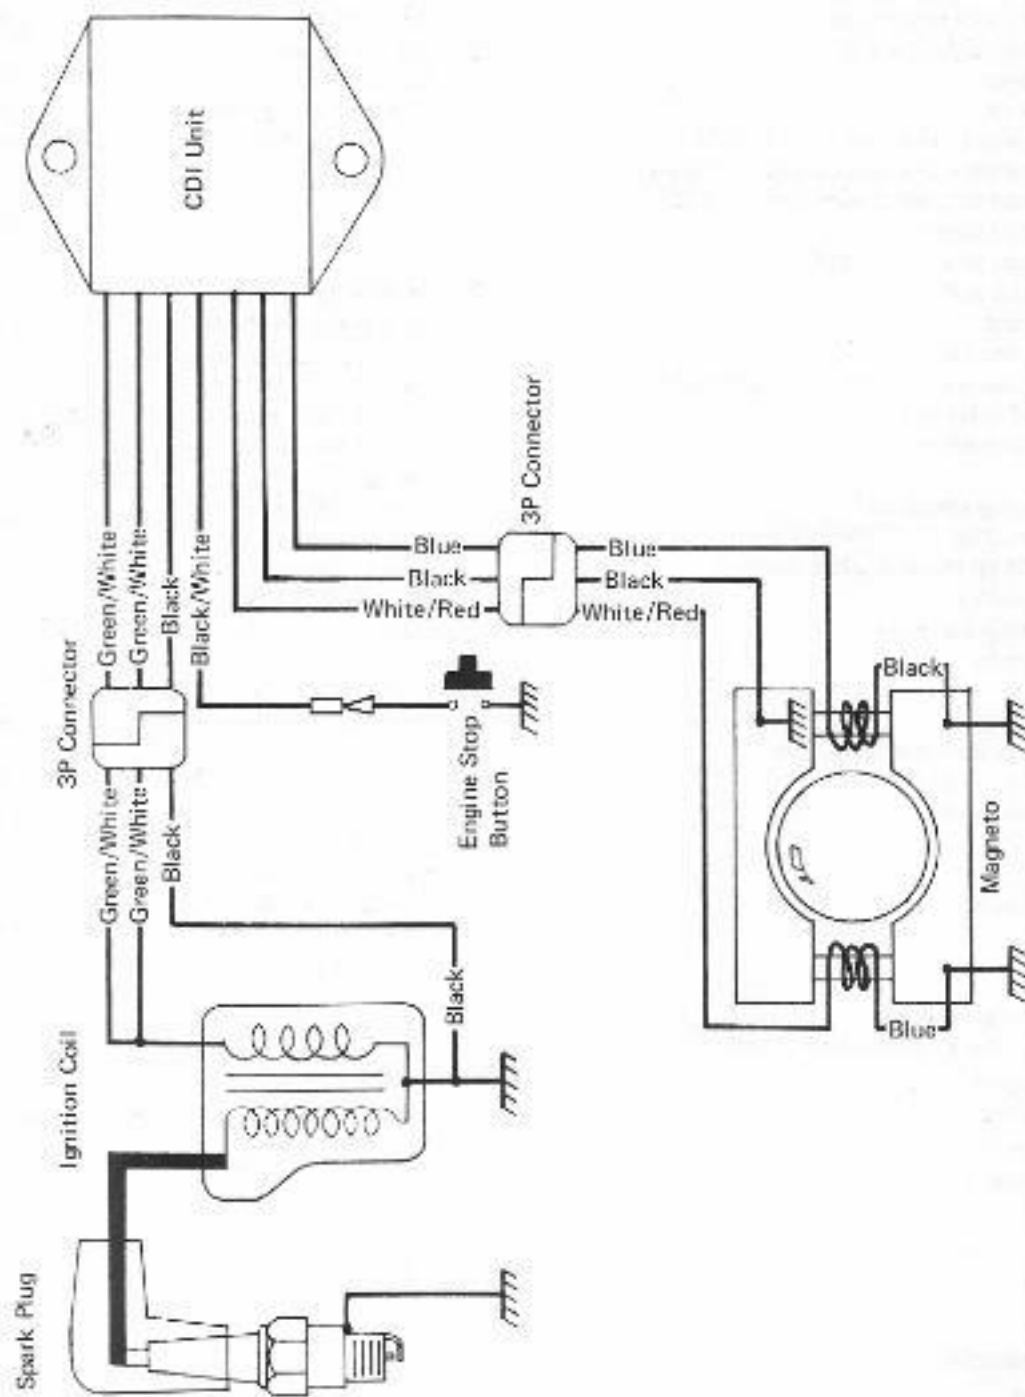 CDI Unit
Green/White
Green/White
Black
Black/White
3P Connector
Blue
Black
White/Red
3P Connector
Blue
Black
White/Red
Green/White
Green/White
Black
Engine Stop
Button
Black
Black
Blue
Magneto
Ignition Coil
Spark Plug